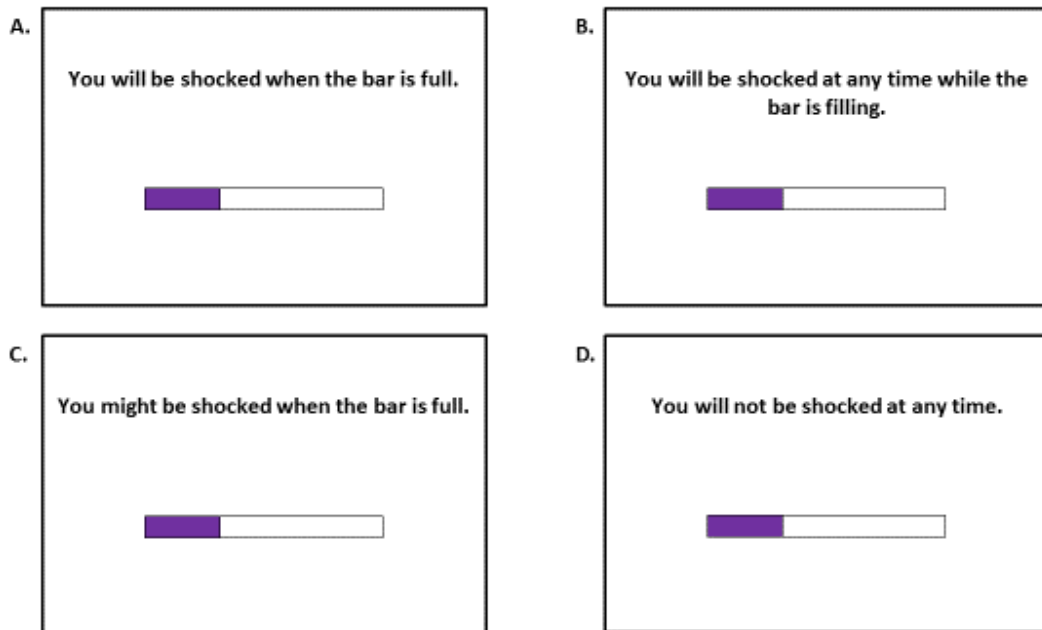 A.
You will be shocked when the bar is full.
B.
You will be shocked at any time while the
bar is filling.
C.
You might be shocked when the bar is full.
D.
You will not be shocked at any time.